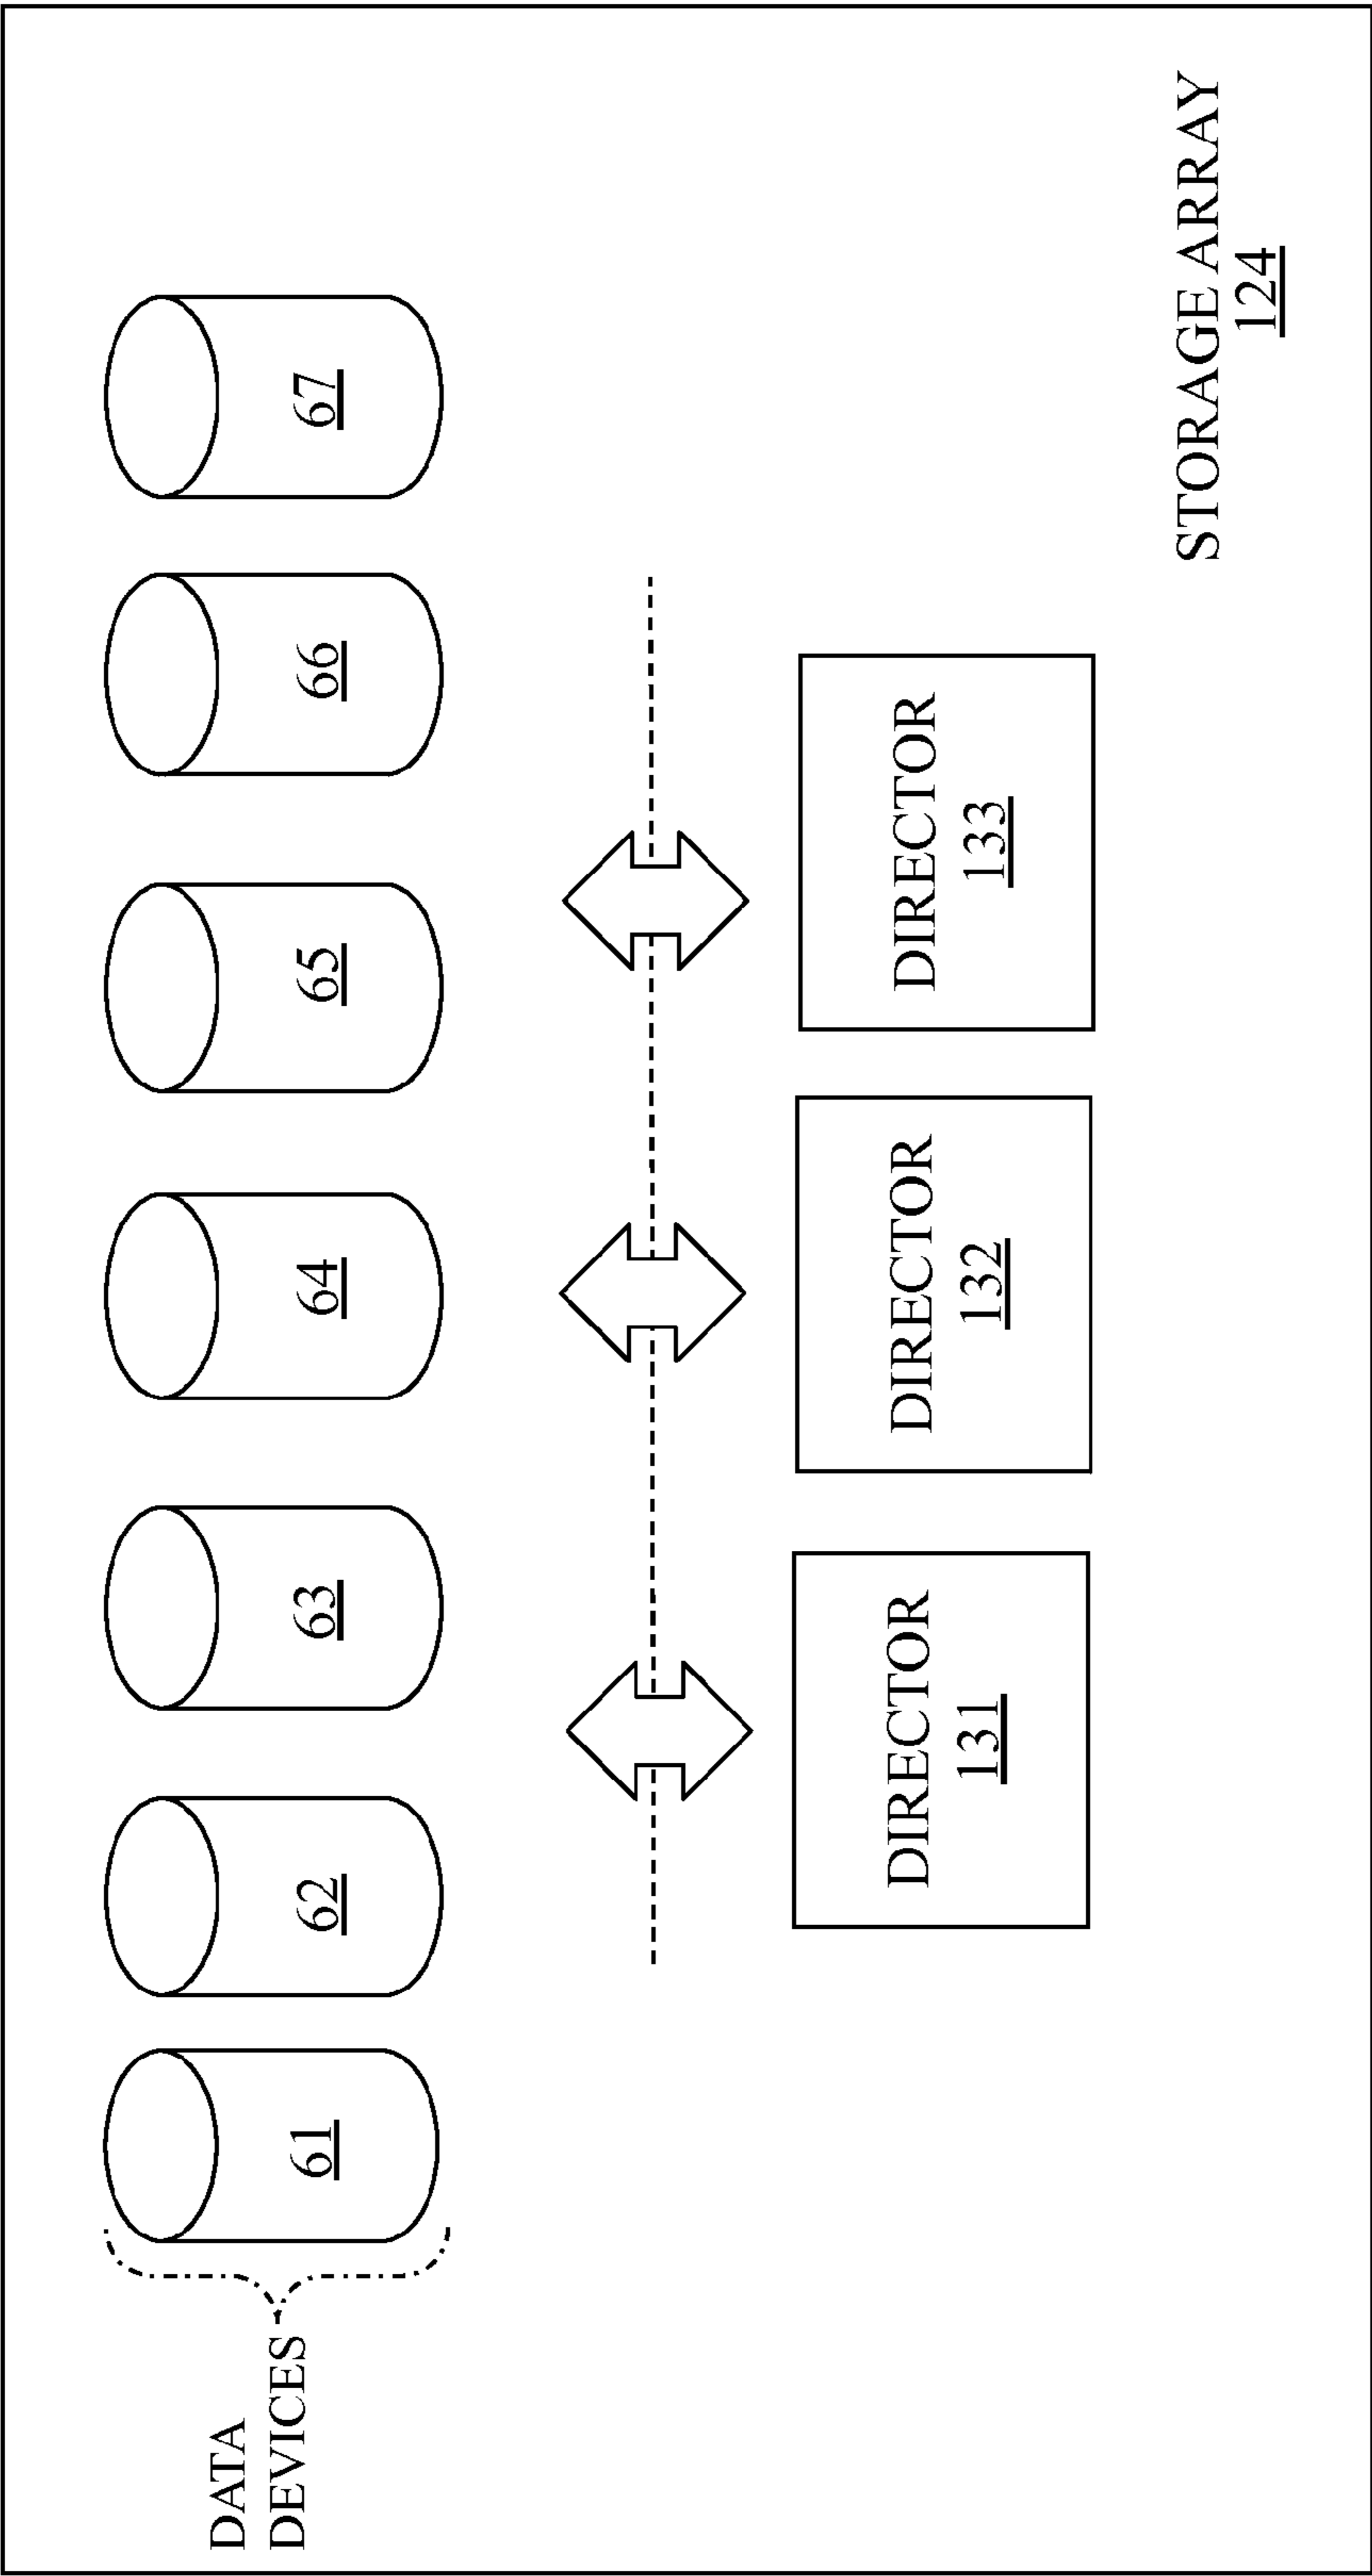 DATA
DEVICES
61
62
63
64
65
66
67
DIRECTOR
131
DIRECTOR
132
DIRECTOR
133
STORAGE ARRAY
124